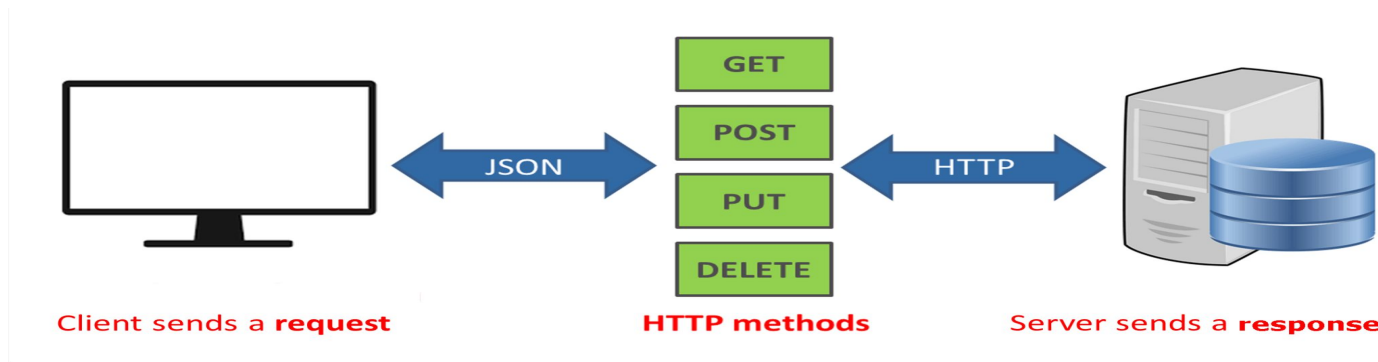 GET
POST
JSON
HTTP
PUT
DELETE
Client sends a request
HTTP methods
Server sends a response